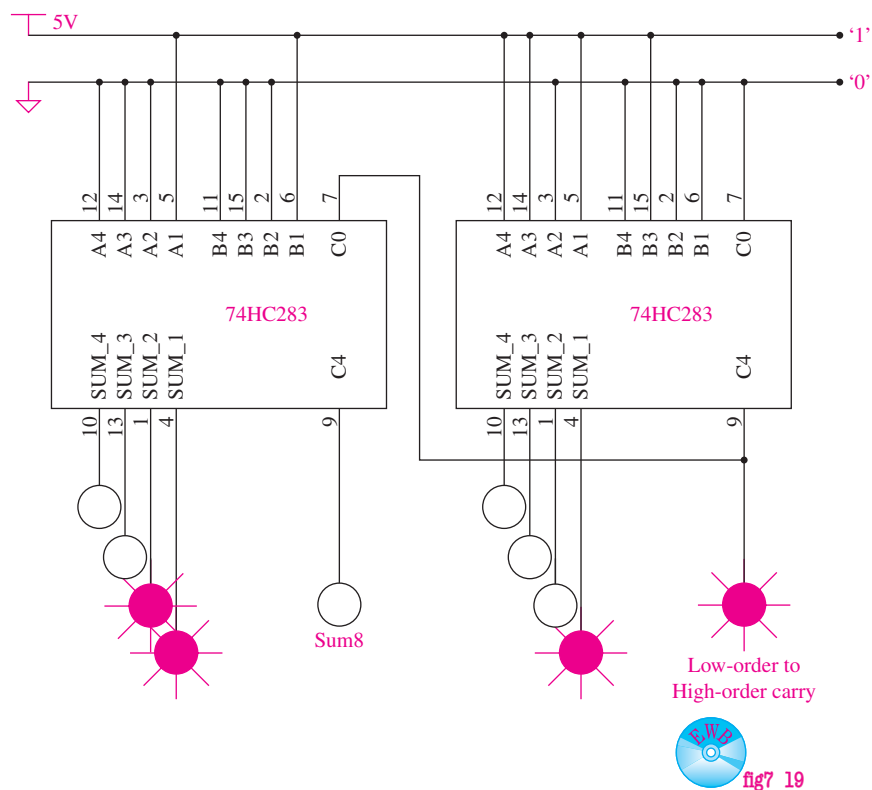 5V
‘1’
‘0’
12 14 3 5 11 15 2 6 7
12 14 3 5 11 15 2 6 7
A4 A3 A2 A1 B4 B3 B2 B1 C0
A4 A3 A2 A1 B4 B3 B2 B1 C0
74HC283
74HC283
SUM_4 SUM_3 SUM_2 SUM_1 C4
SUM_4 SUM_3 SUM_2 SUM_1 C4
10 13 1 4 9
10 13 1 4 9
Sum8
Low-order to
High-order carry
EWB
fig7 19